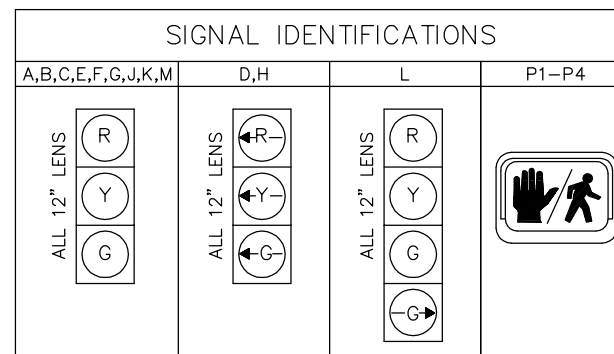 SIGNAL IDENTIFICATIONS
A,B,C,E,F,G,J,K,M
D,H
L
P1-P4
ALL 12" LENS
R
Y
G
ALL 12" LENS
R
Y
G
ALL 12" LENS
R
Y
G
G